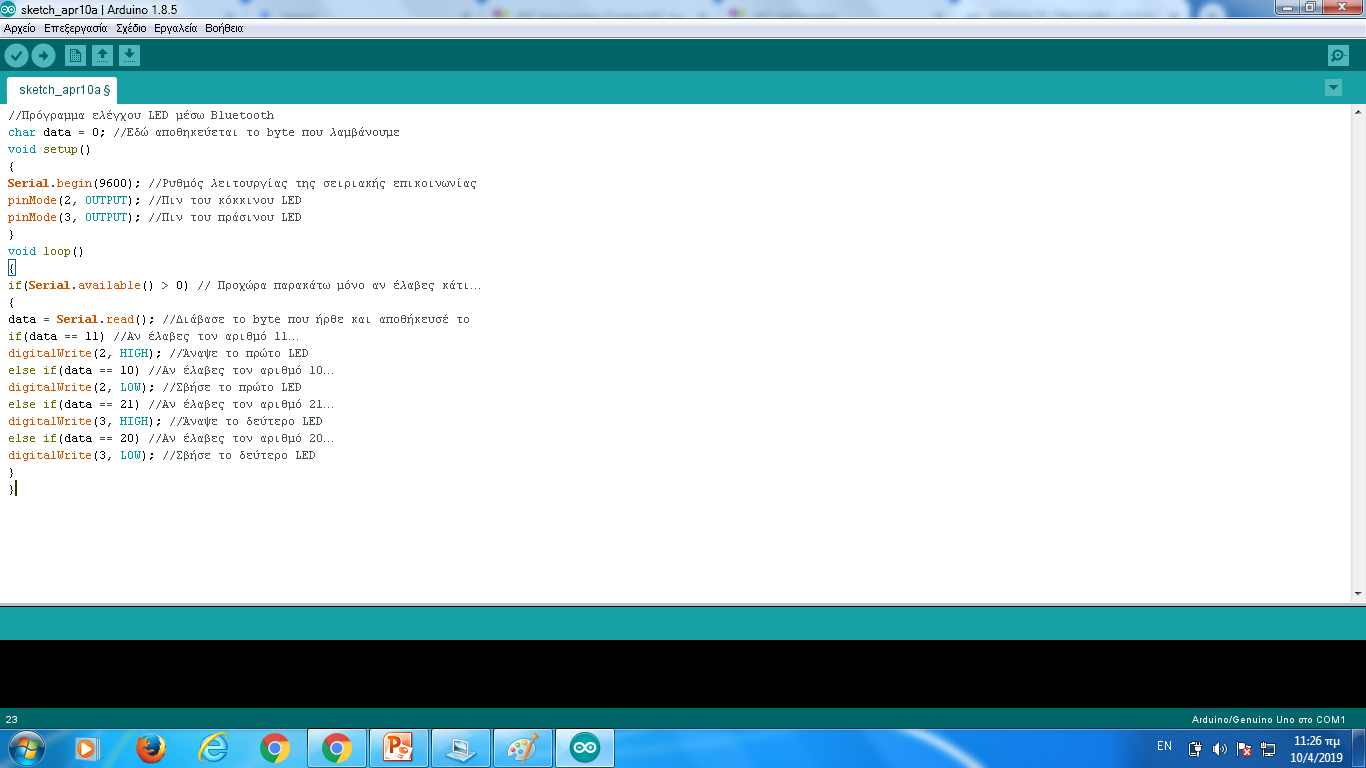 sketch_apr10a | Arduino 1.8.5
Αρχείο Επεξεργασία Σχέδιο Εργαλεία Βοήθεια
sketch_apr10a §
//Πρόγραμμα ελέγχου LED μέσω Bluetooth
char data = 0; //Εδώ αποθηκεύεται το byte που λαμβάνουμε
void setup()
{
Serial.begin(9600); //Ρυθμός λειτουργίας της σειριακής επικοινωνίας
pinMode(2, OUTPUT); //Πιν του κόκκινου LED
pinMode(3, OUTPUT); //Πιν του πράσινου LED
}
void loop()
{
if(Serial.available() > 0) // Προχώρα παρακάτω μόνο αν έλαβες κάτι...
{
data = Serial.read(); //Διάβασε το byte που ήρθε και αποθήκευσέ το
if(data == 11) //Αν έλαβες τον αριθμό 11...
digitalWrite(2, HIGH); //Άναψε το πρώτο LED
else if(data == 10) //Αν έλαβες τον αριθμό 10...
digitalWrite(2, LOW); //Σβήσε το πρώτο LED
else if(data == 21) //Αν έλαβες τον αριθμό 21...
digitalWrite(3, HIGH); //Άναψε το δεύτερο LED
else if(data == 20) //Αν έλαβες τον αριθμό 20...
digitalWrite(3, LOW); //Σβήσε το δεύτερο LED
}
}
23
Arduino/Genuino Uno στο COM1
EN
11:26 πμ
10/4/2019